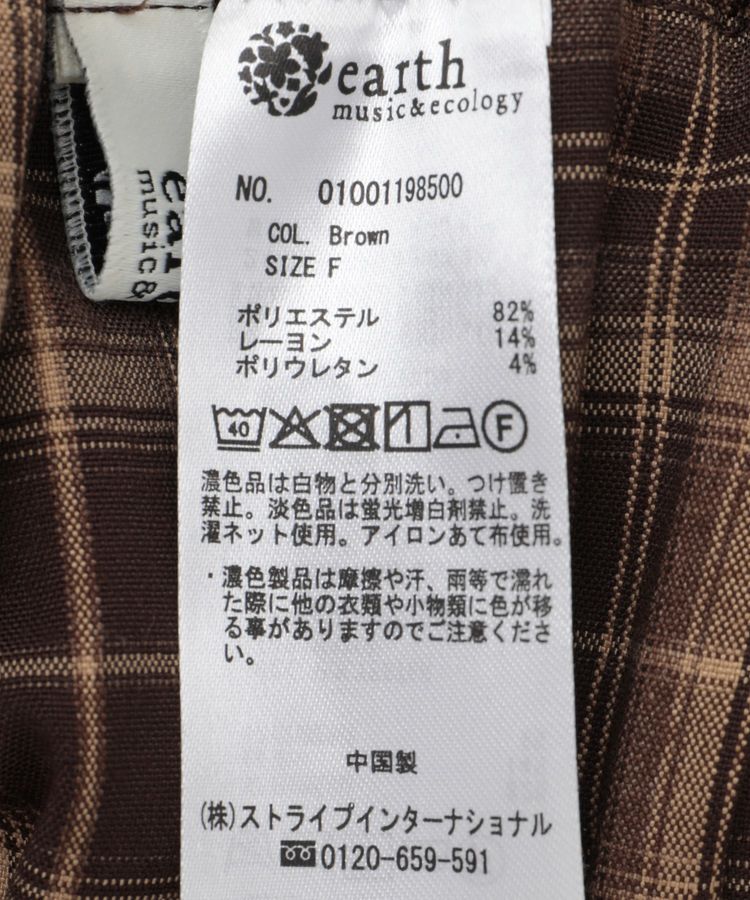 earth
music&ecology
ear
music &
NO. 01001198500
COL. Brown
SIZE F
ポリエステル 82%
レーヨン 14%
ポリウレタン 4%
40 F
濃色品は白物と分別洗い。つけ置き
禁止。淡色品は蛍光増白剤禁止。洗
濯ネット使用。アイロンあて布使用。
・濃色製品は摩擦や汗、雨等で濡れ
た際に他の衣類や小物類に色が移
る事がありますのでご注意くださ
い。
中国製
(株)ストライプインターナショナル
0120-659-591